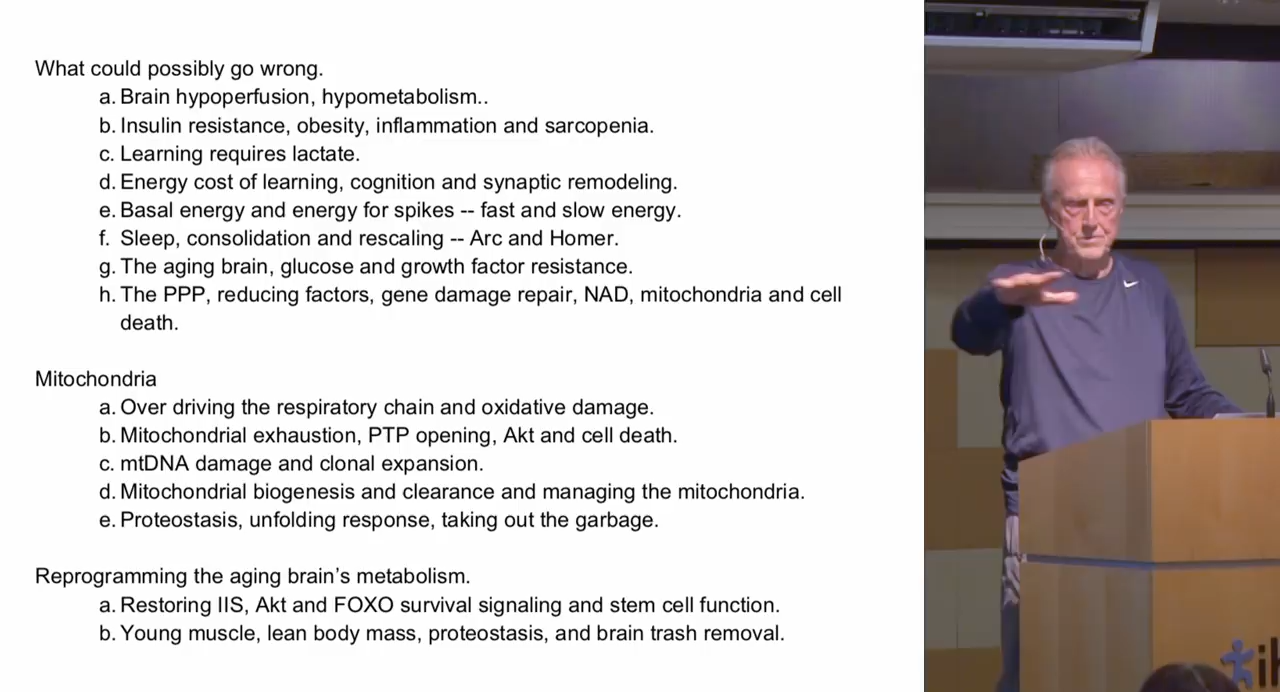 What could possibly go wrong.
a. Brain hypoperfusion, hypometabolism..
b. Insulin resistance, obesity, inflammation and sarcopenia.
c. Learning requires lactate.
d. Energy cost of learning, cognition and synaptic remodeling.
e. Basal energy and energy for spikes -- fast and slow energy.
f. Sleep, consolidation and rescaling -- Arc and Homer.
g. The aging brain, glucose and growth factor resistance.
h. The PPP, reducing factors, gene damage repair, NAD, mitochondria and cell
death.
Mitochondria
a. Over driving the respiratory chain and oxidative damage.
b. Mitochondrial exhaustion, PTP opening, Akt and cell death.
c. mtDNA damage and clonal expansion.
d. Mitochondrial biogenesis and clearance and managing the mitochondria.
e. Proteostasis, unfolding response, taking out the garbage.
Reprogramming the aging brain’s metabolism.
a. Restoring IIS, Akt and FOXO survival signaling and stem cell function.
b. Young muscle, lean body mass, proteostasis, and brain trash removal.